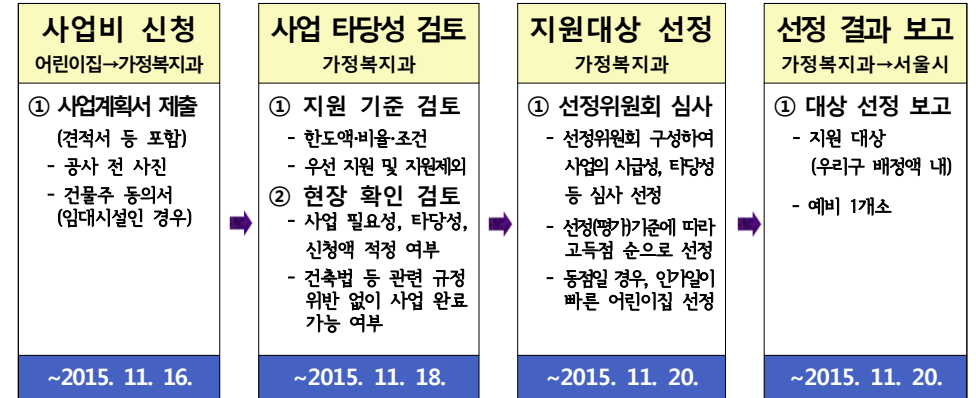 사업비 신청
어린이집→가정복지과
① 사업계획서 제출
(견적서 등 포함)
- 공사 전 사진
- 건물주 동의서
(임대시설인 경우)
~2015. 11. 16.
사업 타당성 검토
가정복지과
① 지원 기준 검토
- 한도액·비율·조건
- 우선 지원 및 지원제외
② 현장 확인 검토
- 사업 필요성, 타당성,
신청액 적정 여부
- 건축법 등 관련 규정
위반 없이 사업 완료
가능 여부
~2015. 11. 18.
지원대상 선정
가정복지과
① 선정위원회 심사
- 선정위원회 구성하여
사업의 시급성, 타당성
등 심사 선정
- 선정(평가)기준에 따라
고득점 순으로 선정
- 동점일 경우, 인가일이
빠른 어린이집 선정
~2015. 11. 20.
선정 결과 보고
가정복지과→서울시
① 대상 선정 보고
- 지원 대상
(우리구 배정액 내)
- 예비 1개소
~2015. 11. 20.